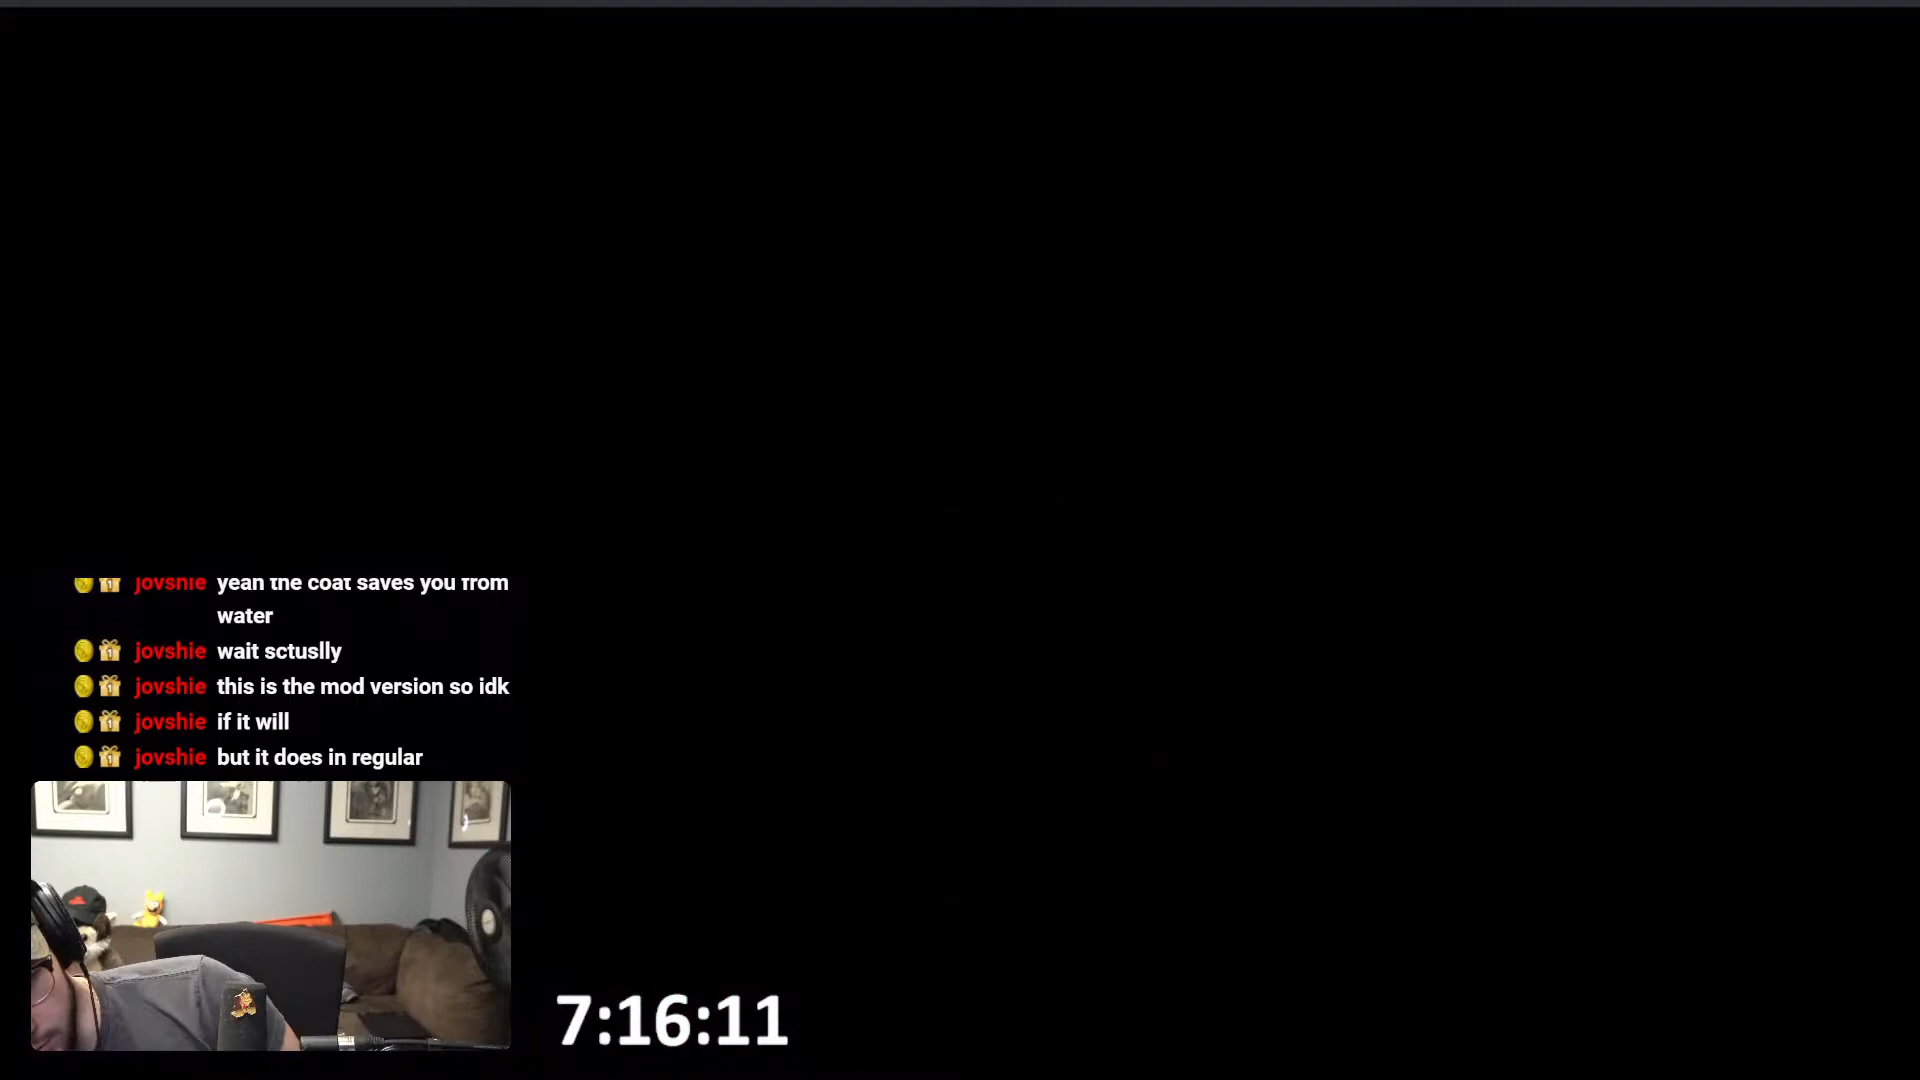 jovshie yeah the coat saves you from
water
jovshie wait sctuslly
jovshie this is the mod version so idk
jovshie if it will
jovshie but it does in regular
7:16:11